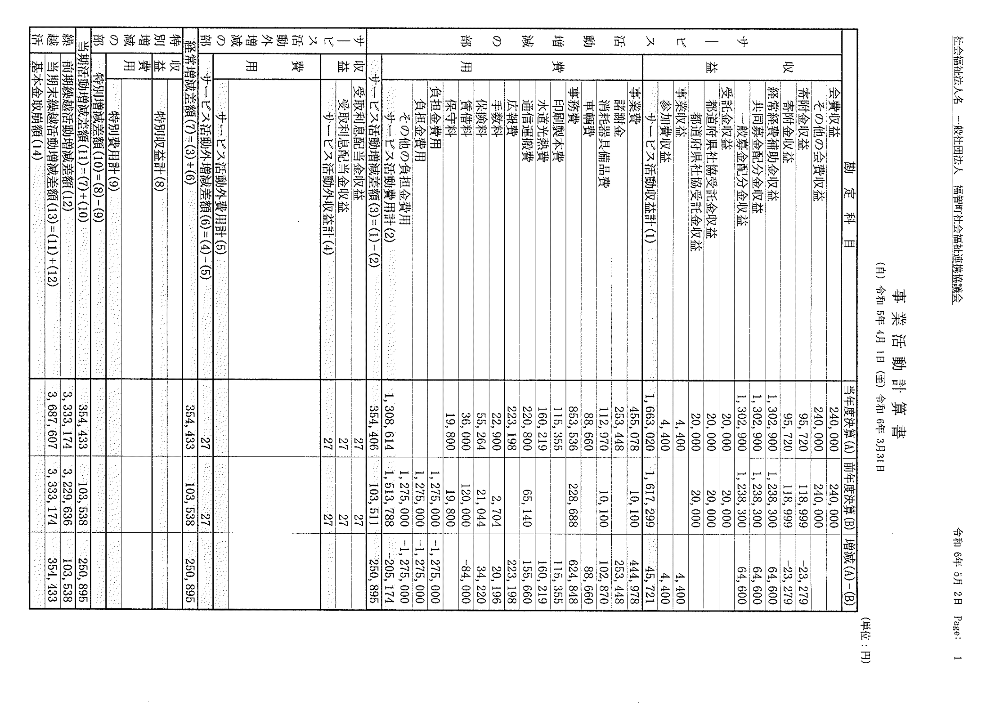 社会福祉法人名 一般社団法人 福智町社会福祉連携協議会
令和 6年 5月 2日 Page: 1
事業活動計算書
(自) 令和 5年 4月 1日 (至) 令和 6年 3月31日
(単位：円)
勘定科目 当年度決算(A) 前年度決算(B) 増減(A)-(B)
サービス活動増減の部
収益
会費収益 240,000 240,000
その他の会費収益 240,000 240,000
寄附金収益 95,720 118,999 -23,279
寄附金収益 95,720 118,999 -23,279
経常経費補助金収益 1,302,900 1,238,300 64,600
共同募金配分金収益 1,302,900 1,238,300 64,600
一般募金配分金収益 1,302,900 1,238,300 64,600
受託金収益 20,000 20,000
都道府県社協受託金収益 20,000 20,000
都道府県社協受託金収益 20,000 20,000
事業収益 4,400 4,400
参加費収益 4,400 4,400
サービス活動収益計(1) 1,663,020 1,617,299 45,721
費用
事業費 455,078 10,100 444,978
諸謝金 253,448 253,448
消耗器具備品費 112,970 10,100 102,870
車輌費 88,660 88,660
事務費 853,536 228,688 624,848
印刷製本費 115,355 115,355
水道光熱費 160,219 160,219
通信運搬費 220,800 65,140 155,660
広報費 223,198 223,198
手数料 22,900 2,704 20,196
保険料 55,264 21,044 34,220
賃借料 36,000 120,000 -84,000
保守料 19,800 19,800
負担金費用 1,275,000 -1,275,000
負担金費用 1,275,000 -1,275,000
その他の負担金費用 1,275,000 -1,275,000
サービス活動費用計(2) 1,308,614 1,513,788 -205,174
サービス活動増減差額(3)=(1)-(2) 354,406 103,511 250,895
サービス活動外増減の部
収益
受取利息配当金収益 27 27
受取利息配当金収益 27 27
サービス活動外収益計(4) 27 27
費用
サービス活動外費用計(5)
サービス活動外増減差額(6)=(4)-(5) 27 27
経常増減差額(7)=(3)+(6) 354,433 103,538 250,895
特別増減の部
収益
特別収益計(8)
費用
特別費用計(9)
特別増減差額(10)=(8)-(9)
当期活動増減差額(11)=(7)+(10) 354,433 103,538 250,895
繰越活
前期繰越活動増減差額(12) 3,333,174 3,229,636 103,538
当期末繰越活動増減差額(13)=(11)+(12) 3,687,607 3,333,174 354,433
基本金取崩額(14)